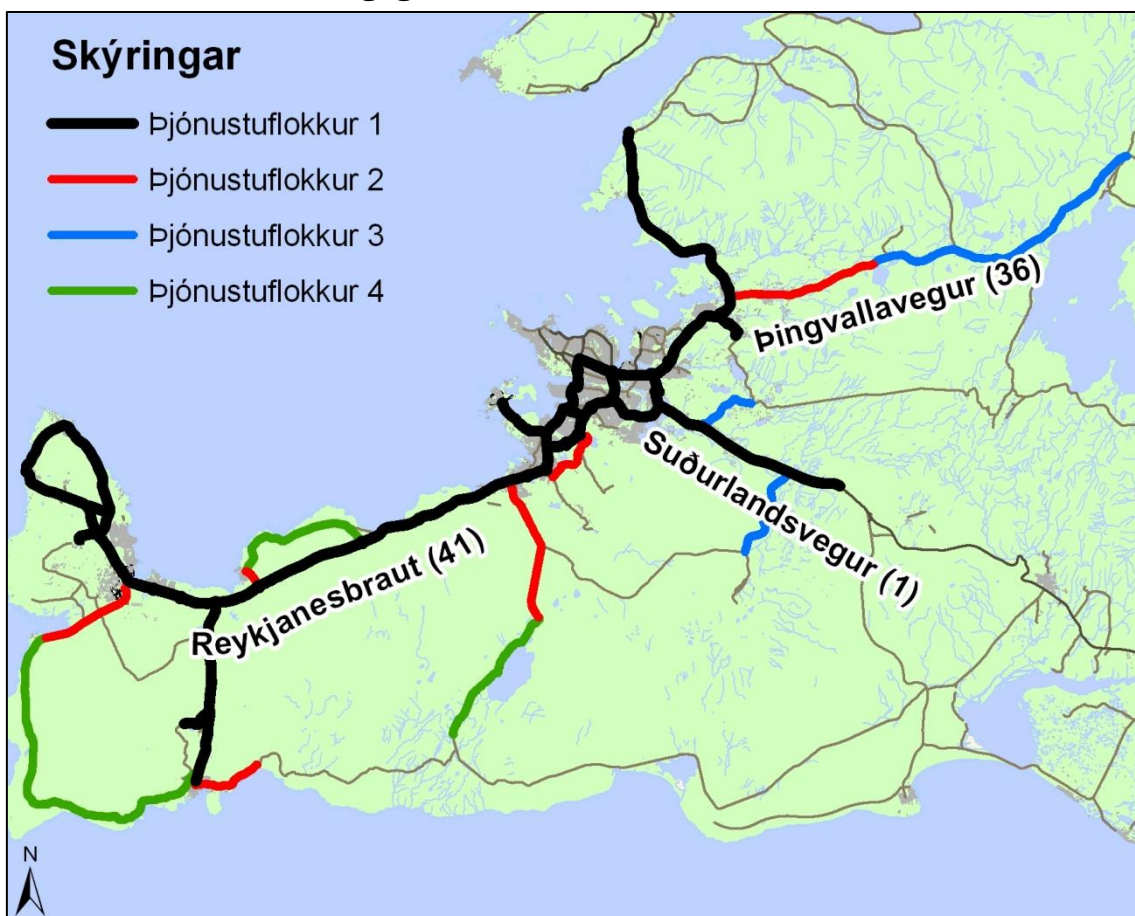 Skýringar
Þjónustuflokkur 1
Þjónustuflokkur 2
Þjónustuflokkur 3
Þjónustuflokkur 4
Þingvallavegur (36)
Suðurlandsvegur (1)
Reykjanesbraut (41)
N